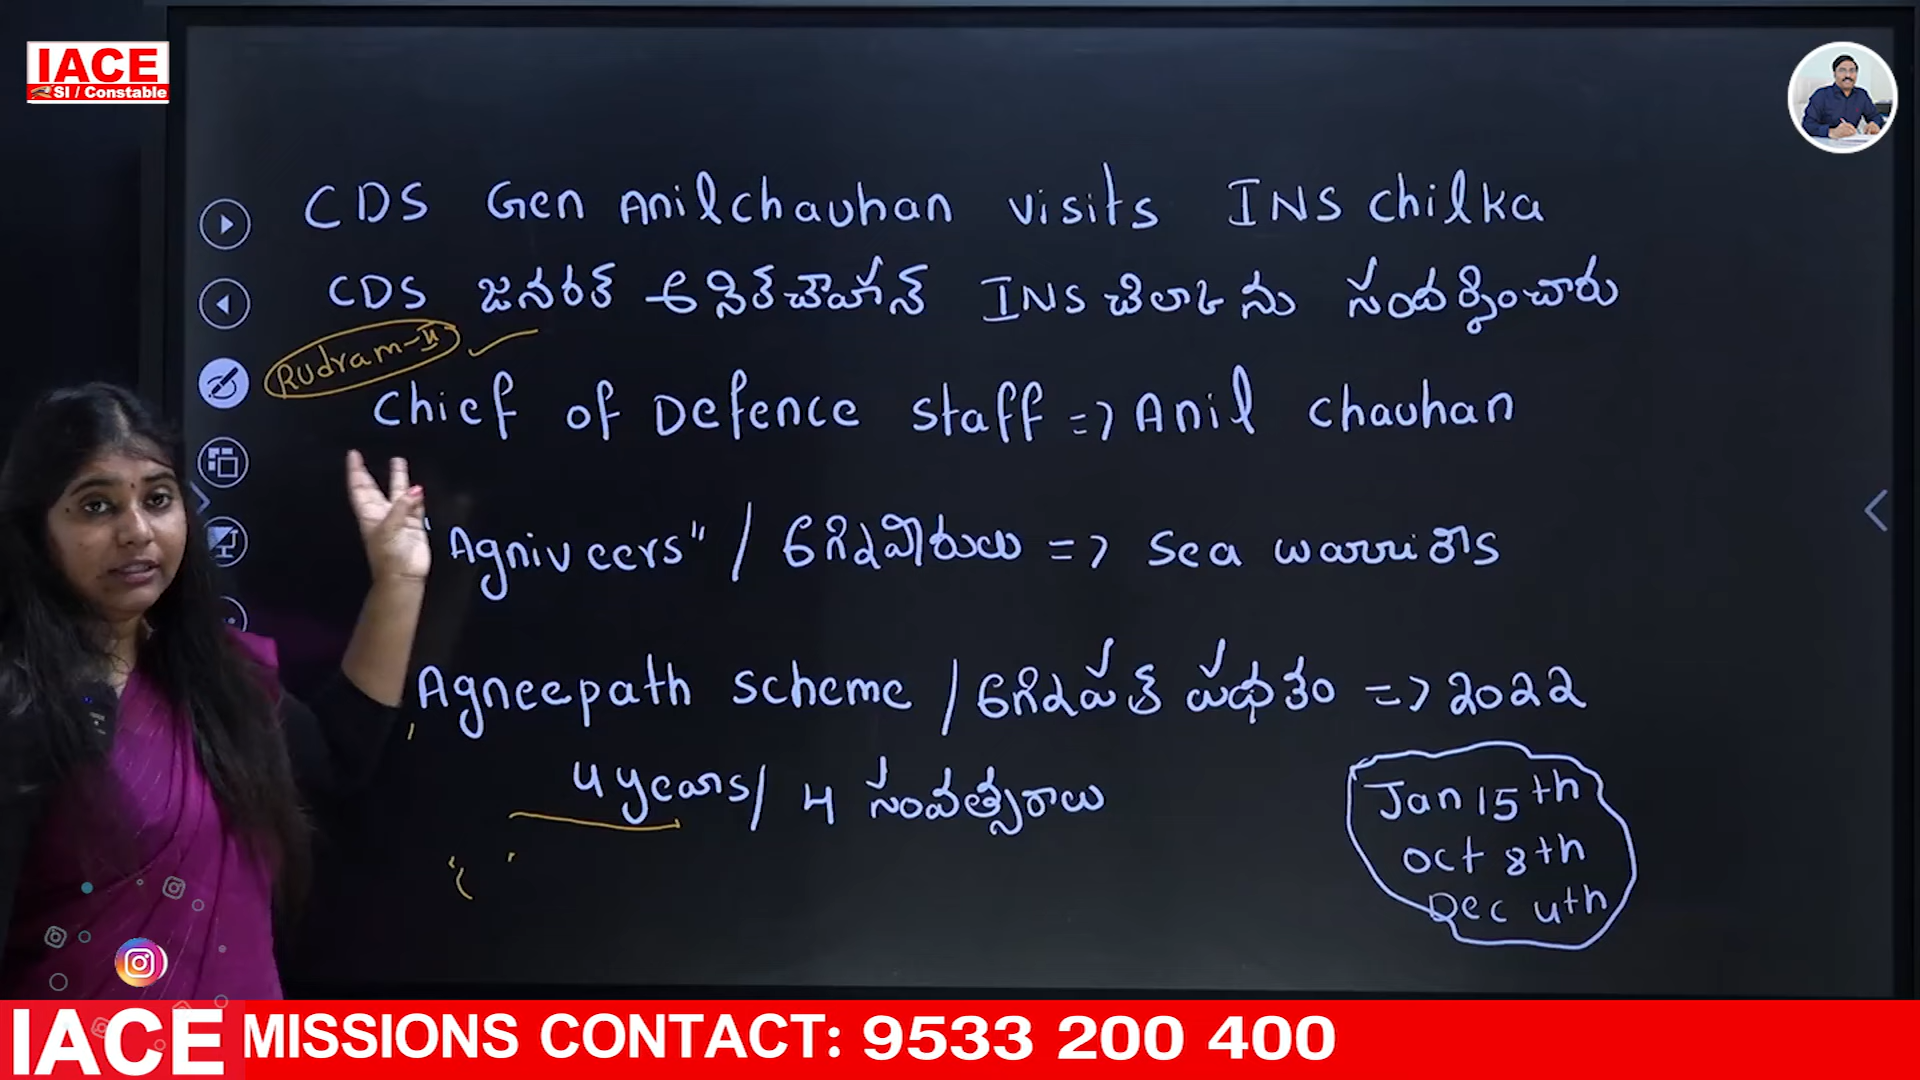 IACE
SI / Constable
CDS Gen Anilchauhan visits INS chilka
CDS జనరల్ అనిల్‌చౌహాన్ INS చిలాక ను సందర్శించారు
Rudram-II
Chief of Defence staff => Anil chauhan
"Agniveers" / అగ్నివీరులు => Sea warriors
Agneepath scheme / అగ్నిపథ్ పథకం => 2022
4 years / 4 సంవత్సరాలు
Jan 15th
Oct 8th
Dec 4th
IACE MISSIONS CONTACT: 9533 200 400